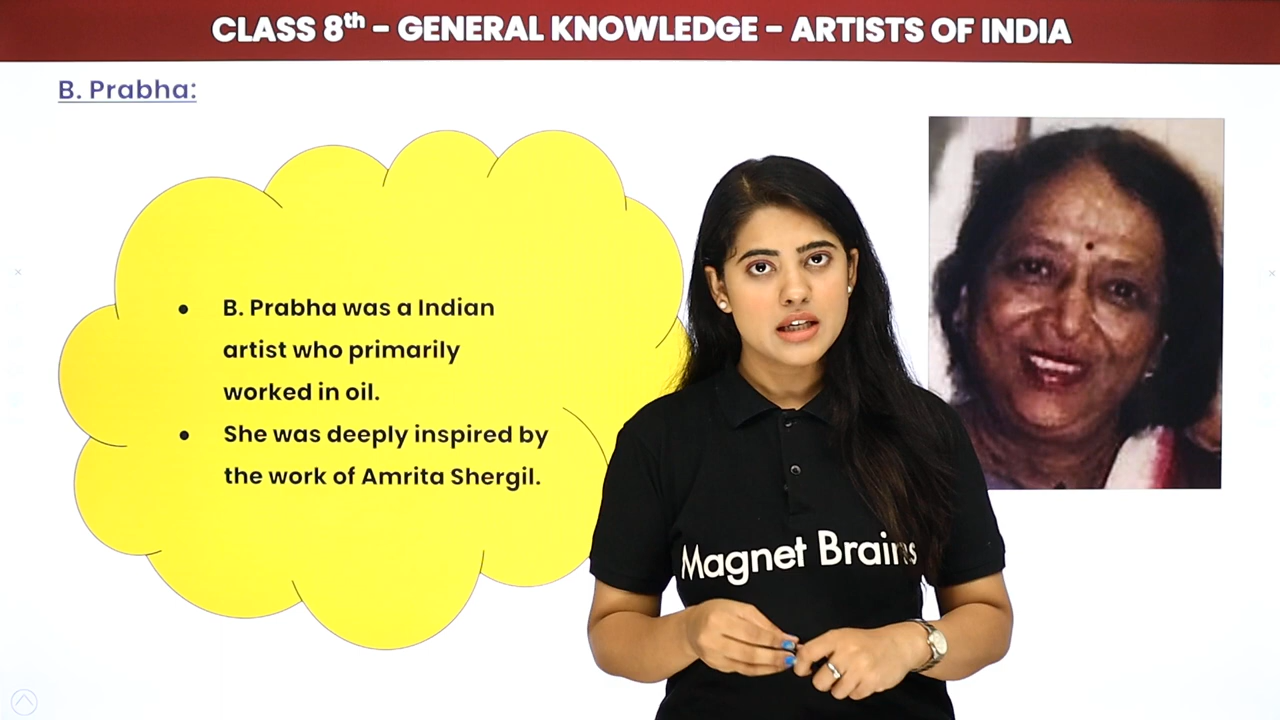 CLASS 8th - GENERAL KNOWLEDGE - ARTISTS OF INDIA
B. Prabha:
● B. Prabha was a Indian
artist who primarily
worked in oil.
● She was deeply inspired by
the work of Amrita Shergil.
Magnet Brains